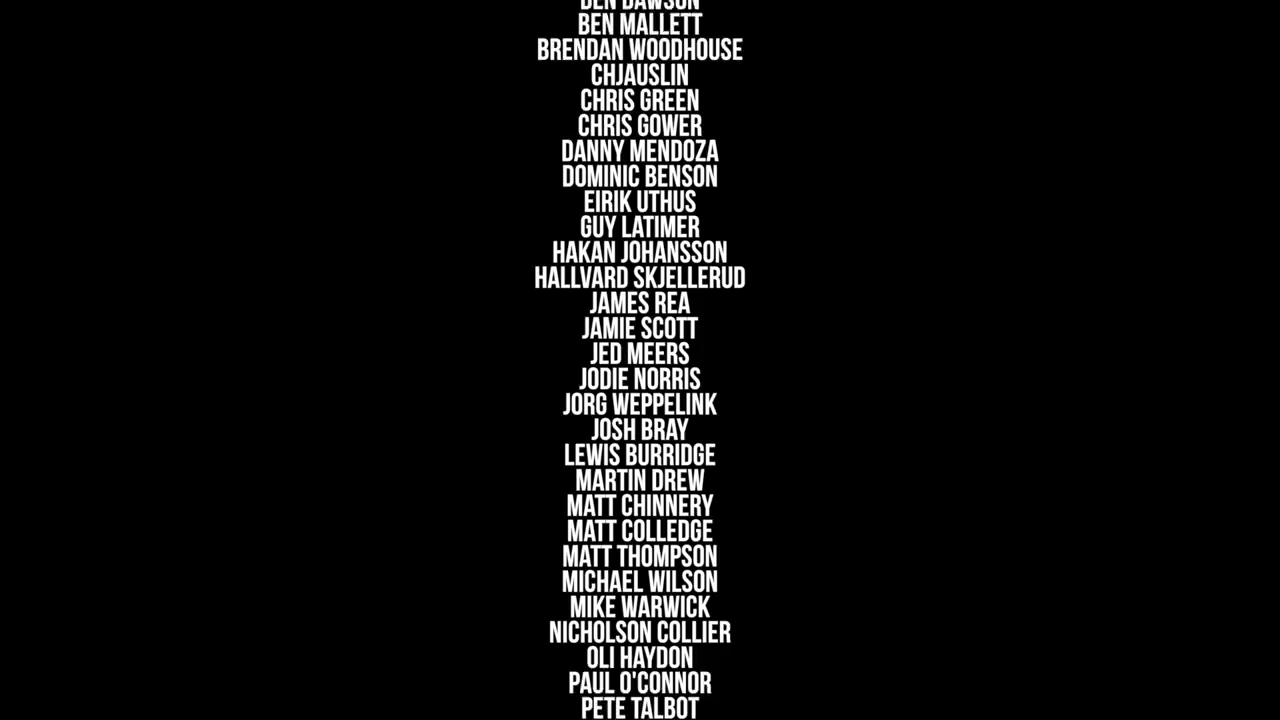 BEN DAWSON
BEN MALLETT
BRENDAN WOODHOUSE
CHJAUSLIN
CHRIS GREEN
CHRIS GOWER
DANNY MENDOZA
DOMINIC BENSON
EIRIK UTHUS
GUY LATIMER
HAKAN JOHANSSON
HALLVARD SKJELLERUD
JAMES REA
JAMIE SCOTT
JED MEERS
JODIE NORRIS
JORG WEPPELINK
JOSH BRAY
LEWIS BURRIDGE
MARTIN DREW
MATT CHINNERY
MATT COLLEDGE
MATT THOMPSON
MICHAEL WILSON
MIKE WARWICK
NICHOLSON COLLIER
OLI HAYDON
PAUL O'CONNOR
PETE TALBOT